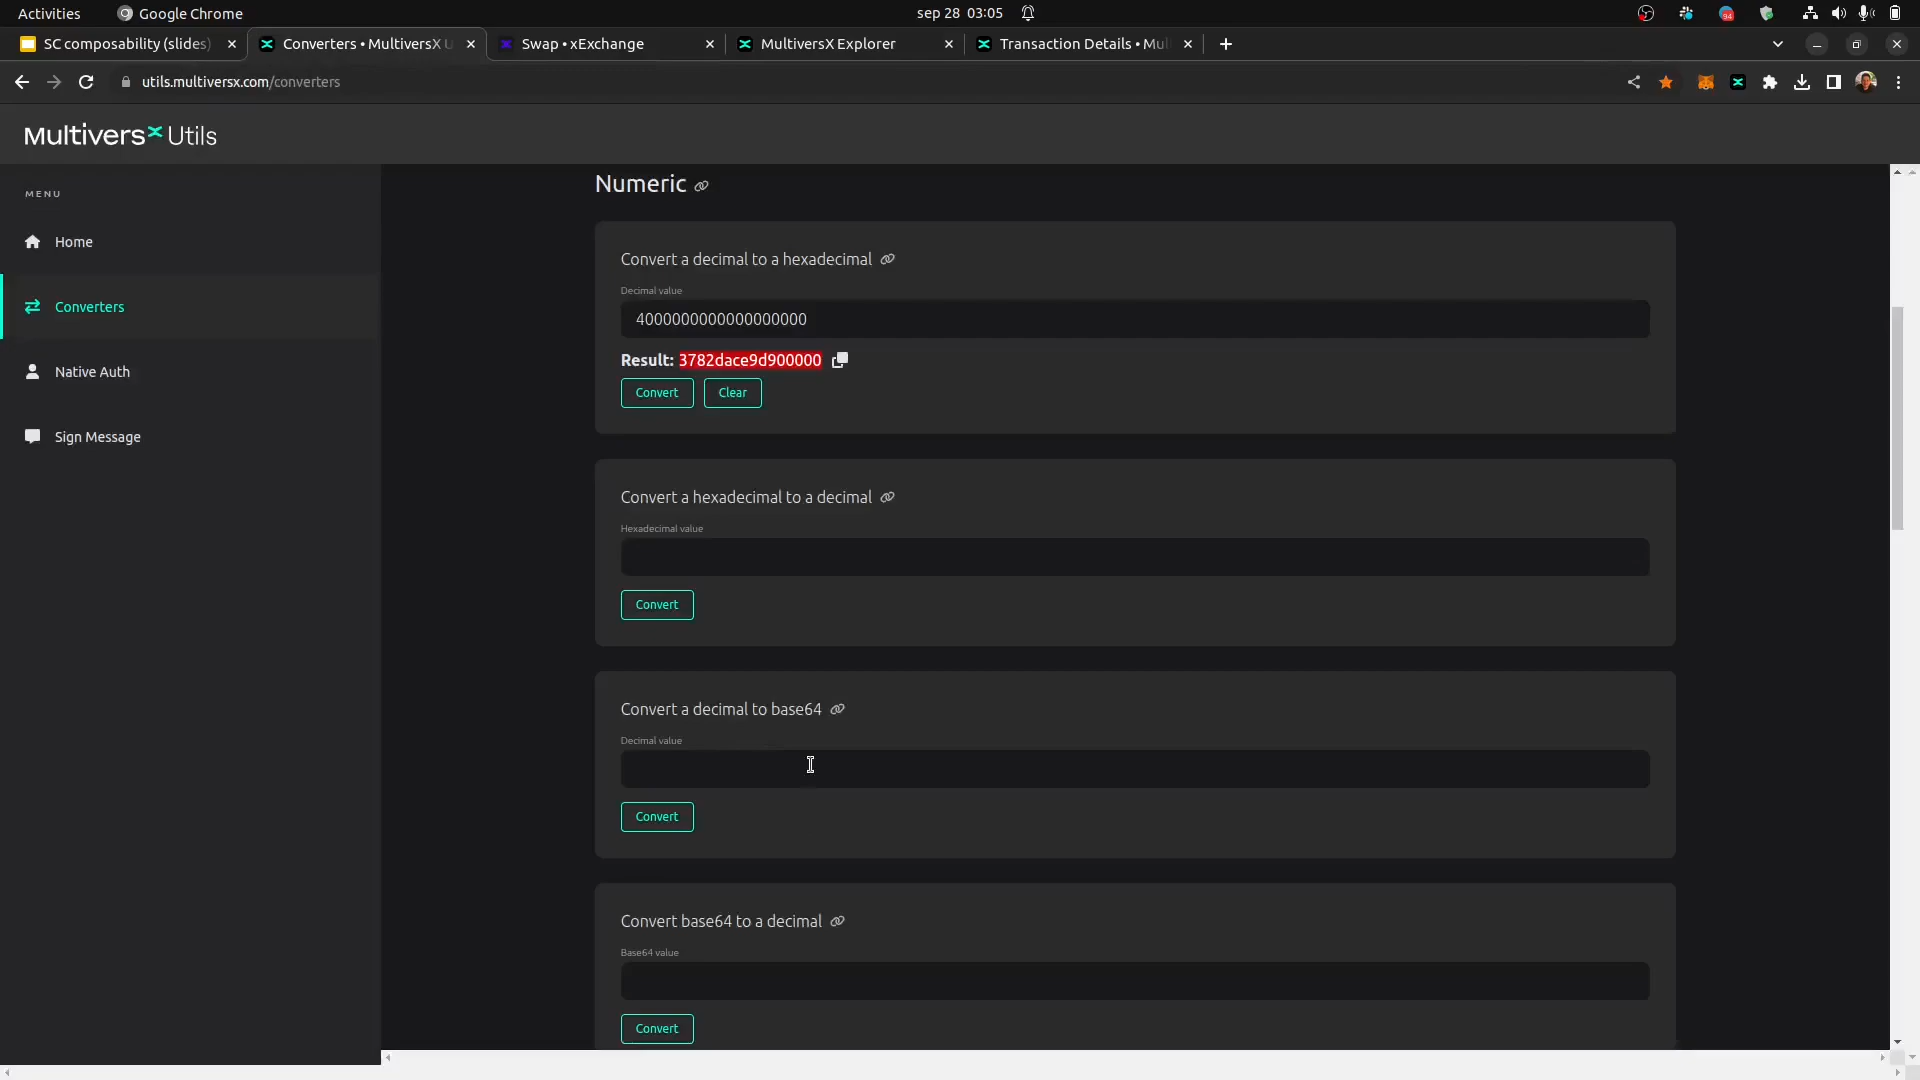 Activities
Google Chrome
sep 28 03:05
94
SC composability (slides)
Converters • MultiversX U
Swap • xExchange
MultiversX Explorer
Transaction Details • Mul
utils.multiversx.com/converters
MultiversX Utils
MENU
Home
Converters
Native Auth
Sign Message
Numeric
Convert a decimal to a hexadecimal
Decimal value
4000000000000000000
Result: 3782dace9d900000
Convert
Clear
Convert a hexadecimal to a decimal
Hexadecimal value
Convert
Convert a decimal to base64
Decimal value
Convert
Convert base64 to a decimal
Base64 value
Convert